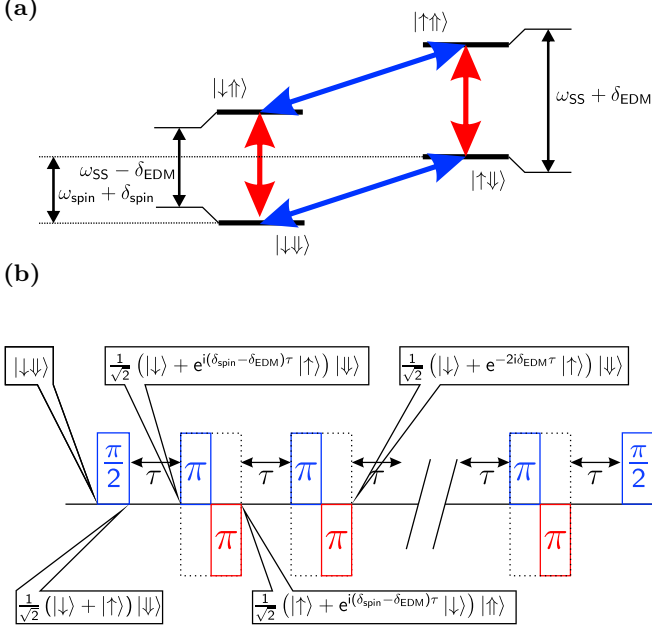 (a)
|↑⇑⟩
|↓⇑⟩
ω_SS + δ_EDM
ω_SS − δ_EDM
ω_spin + δ_spin
|↑⇓⟩
|↓⇓⟩
(b)
|↓⇓⟩
1/√2 (|↓⟩ + e^{i(δ_spin−δ_EDM)τ} |↑⟩) |⇓⟩
1/√2 (|↓⟩ + e^{−2iδ_EDM τ} |↑⟩) |⇓⟩
π/2 τ π τ π τ τ π τ π/2
π π π
1/√2 (|↓⟩ + |↑⟩) |⇓⟩
1/√2 (|↑⟩ + e^{i(δ_spin−δ_EDM)τ} |↓⟩) |⇑⟩